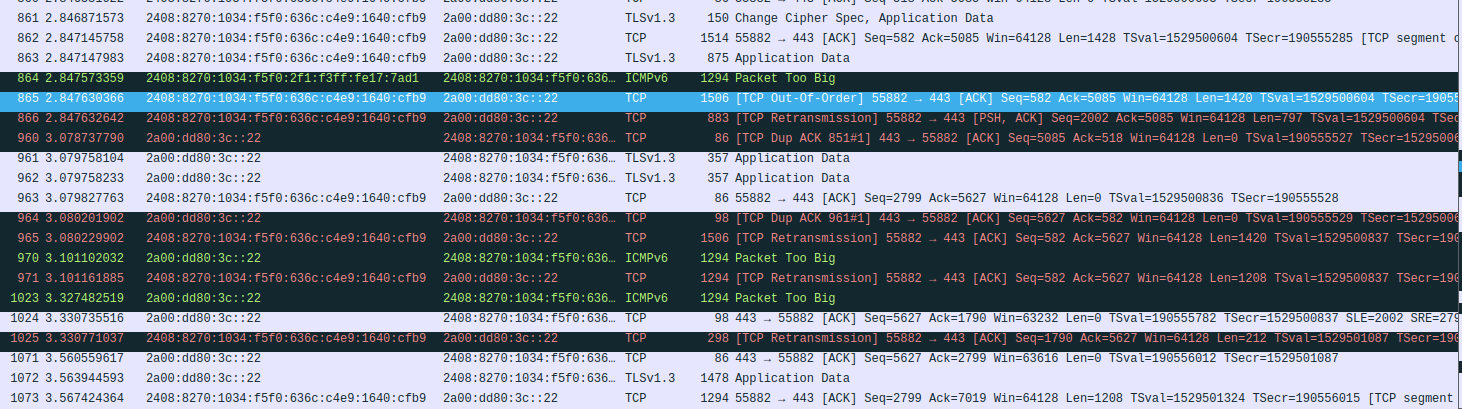 861 2.846871573 2408:8270:1034:f5f0:636c:c4e9:1640:cfb9 2a00:dd80:3c::22 TLSv1.3 150 Change Cipher Spec, Application Data
862 2.847145758 2408:8270:1034:f5f0:636c:c4e9:1640:cfb9 2a00:dd80:3c::22 TCP 1514 55882 → 443 [ACK] Seq=582 Ack=5085 Win=64128 Len=1428 TSval=1529500604 TSecr=190555285 [TCP segment
863 2.847147983 2408:8270:1034:f5f0:636c:c4e9:1640:cfb9 2a00:dd80:3c::22 TLSv1.3 875 Application Data
864 2.847573359 2408:8270:1034:f5f0:2f1:f3ff:fe17:7ad1 2408:8270:1034:f5f0:636… ICMPv6 1294 Packet Too Big
865 2.847630366 2408:8270:1034:f5f0:636c:c4e9:1640:cfb9 2a00:dd80:3c::22 TCP 1506 [TCP Out-Of-Order] 55882 → 443 [ACK] Seq=582 Ack=5085 Win=64128 Len=1420 TSval=1529500604 TSecr=19055
866 2.847632642 2408:8270:1034:f5f0:636c:c4e9:1640:cfb9 2a00:dd80:3c::22 TCP 883 [TCP Retransmission] 55882 → 443 [PSH, ACK] Seq=2002 Ack=5085 Win=64128 Len=797 TSval=1529500604 TSec
960 3.078737790 2a00:dd80:3c::22 2408:8270:1034:f5f0:636… TCP 86 [TCP Dup ACK 851#1] 443 → 55882 [ACK] Seq=5085 Ack=518 Win=64128 Len=0 TSval=190555527 TSecr=15295006
961 3.079758104 2a00:dd80:3c::22 2408:8270:1034:f5f0:636… TLSv1.3 357 Application Data
962 3.079758233 2a00:dd80:3c::22 2408:8270:1034:f5f0:636… TLSv1.3 357 Application Data
963 3.079827763 2408:8270:1034:f5f0:636c:c4e9:1640:cfb9 2a00:dd80:3c::22 TCP 86 55882 → 443 [ACK] Seq=2799 Ack=5627 Win=64128 Len=0 TSval=1529500836 TSecr=190555528
964 3.080201902 2a00:dd80:3c::22 2408:8270:1034:f5f0:636… TCP 98 [TCP Dup ACK 961#1] 443 → 55882 [ACK] Seq=5627 Ack=582 Win=64128 Len=0 TSval=190555529 TSecr=15295006
965 3.080229902 2408:8270:1034:f5f0:636c:c4e9:1640:cfb9 2a00:dd80:3c::22 TCP 1506 [TCP Retransmission] 55882 → 443 [ACK] Seq=582 Ack=5627 Win=64128 Len=1420 TSval=1529500837 TSecr=190
970 3.101102032 2a00:dd80:3c::22 2408:8270:1034:f5f0:636… ICMPv6 1294 Packet Too Big
971 3.101161885 2408:8270:1034:f5f0:636c:c4e9:1640:cfb9 2a00:dd80:3c::22 TCP 1294 [TCP Retransmission] 55882 → 443 [ACK] Seq=582 Ack=5627 Win=64128 Len=1208 TSval=1529500837 TSecr=190
1023 3.327482519 2a00:dd80:3c::22 2408:8270:1034:f5f0:636… ICMPv6 1294 Packet Too Big
1024 3.330735516 2a00:dd80:3c::22 2408:8270:1034:f5f0:636… TCP 98 443 → 55882 [ACK] Seq=5627 Ack=1790 Win=63232 Len=0 TSval=190555782 TSecr=1529500837 SLE=2002 SRE=279
1025 3.330771037 2408:8270:1034:f5f0:636c:c4e9:1640:cfb9 2a00:dd80:3c::22 TCP 298 [TCP Retransmission] 55882 → 443 [ACK] Seq=1790 Ack=5627 Win=64128 Len=212 TSval=1529501087 TSecr=190
1071 3.560559617 2a00:dd80:3c::22 2408:8270:1034:f5f0:636… TCP 86 443 → 55882 [ACK] Seq=5627 Ack=2799 Win=63616 Len=0 TSval=190556012 TSecr=1529501087
1072 3.563944593 2a00:dd80:3c::22 2408:8270:1034:f5f0:636… TLSv1.3 1478 Application Data
1073 3.567424364 2408:8270:1034:f5f0:636c:c4e9:1640:cfb9 2a00:dd80:3c::22 TCP 1294 55882 → 443 [ACK] Seq=2799 Ack=7019 Win=64128 Len=1208 TSval=1529501324 TSecr=190556015 [TCP segment